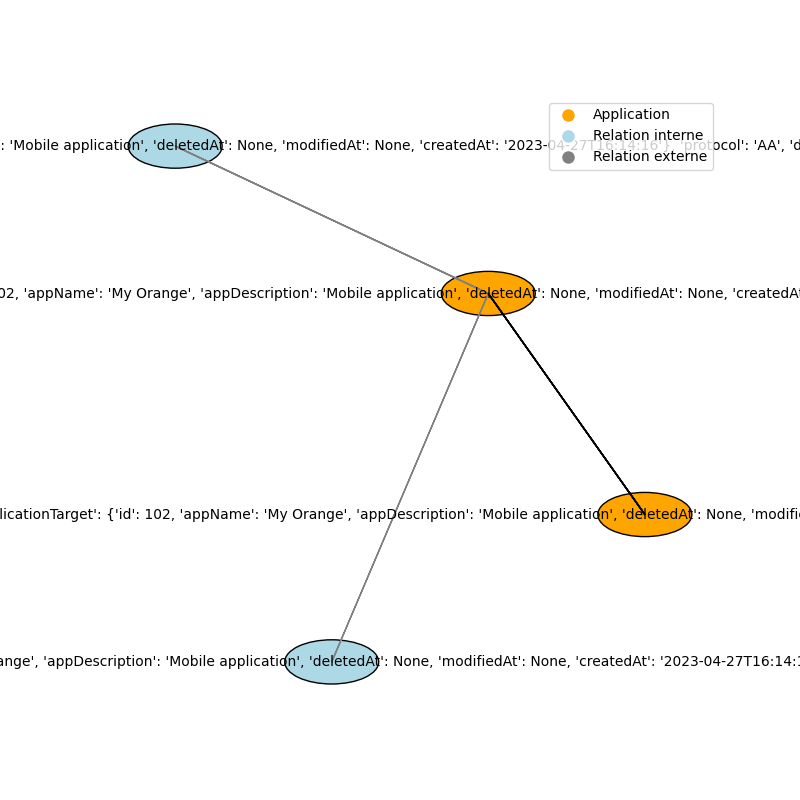 Application
Relation interne
Relation externe
: 'Mobile application', 'deletedAt': None, 'modifiedAt': None, 'createdAt': '2023-04-27T16:14:16'}, 'protocol': 'AA', 'd
02, 'appName': 'My Orange', 'appDescription': 'Mobile application', 'deletedAt': None, 'modifiedAt': None, 'createdAt
licationTarget': {'id': 102, 'appName': 'My Orange', 'appDescription': 'Mobile application', 'deletedAt': None, 'modifie
ange', 'appDescription': 'Mobile application', 'deletedAt': None, 'modifiedAt': None, 'createdAt': '2023-04-27T16:14:1